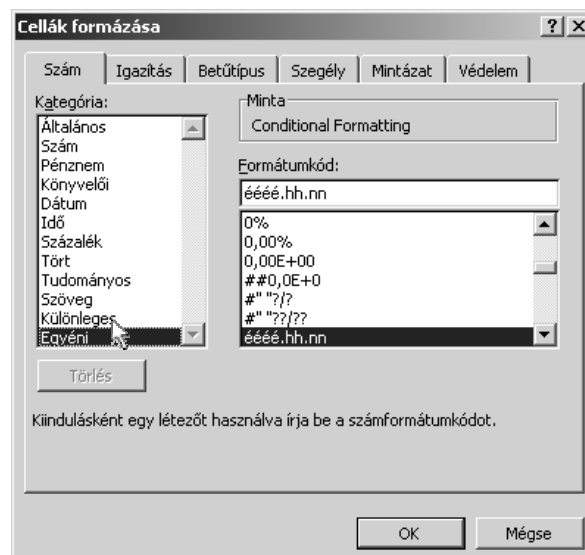 Cellák formázása
Szám Igazítás Betűtípus Szegély Mintázat Védelem
Kategória:
Általános
Szám
Pénznem
Könyvelői
Dátum
Idő
Százalék
Tört
Tudományos
Szöveg
Különleges
Egyéni
Minta
Conditional Formatting
Formátumkód:
éééé.hh.nn
0%
0,00%
0,00E+00
##0,0E+0
#" "?/?
#" "??/??
éééé.hh.nn
Törlés
Kiindulásként egy létezőt használva írja be a számformátumkódot.
OK Mégse